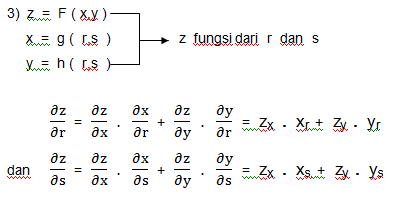 3) z = F ( x,y )
x = g ( r,s ) z fungsi dari r dan s
y = h ( r,s )
∂z/∂r = ∂z/∂x . ∂x/∂r + ∂z/∂y . ∂y/∂r = Zx . Xr + Zy . yr
dan ∂z/∂s = ∂z/∂x . ∂x/∂s + ∂z/∂y . ∂y/∂s = Zx . Xs + Zy . ys